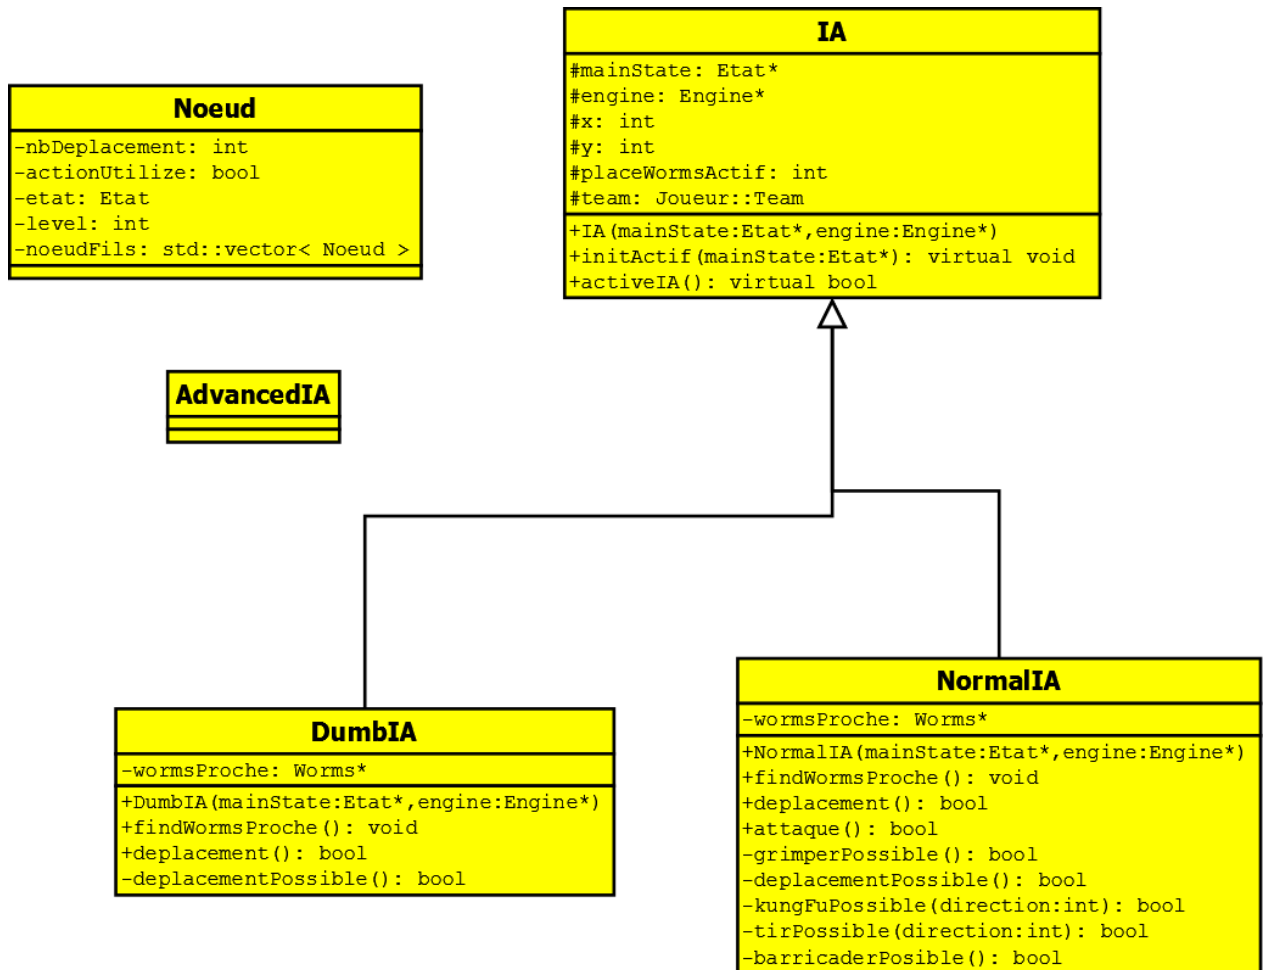 IA
#mainState: Etat*
#engine: Engine*
#x: int
#y: int
#placeWormsActif: int
#team: Joueur::Team
+IA(mainState:Etat*,engine:Engine*)
+initActif(mainState:Etat*): virtual void
+activeIA(): virtual bool
Noeud
-nbDeplacement: int
-actionUtilize: bool
-etat: Etat
-level: int
-noeudFils: std::vector< Noeud >
AdvancedIA
DumbIA
-wormsProche: Worms*
+DumbIA(mainState:Etat*,engine:Engine*)
+findWormsProche(): void
+deplacement(): bool
-deplacementPossible(): bool
NormalIA
-wormsProche: Worms*
+NormalIA(mainState:Etat*,engine:Engine*)
+findWormsProche(): void
+deplacement(): bool
+attaque(): bool
-grimperPossible(): bool
-deplacementPossible(): bool
-kungFuPossible(direction:int): bool
-tirPossible(direction:int): bool
-barricaderPosible(): bool